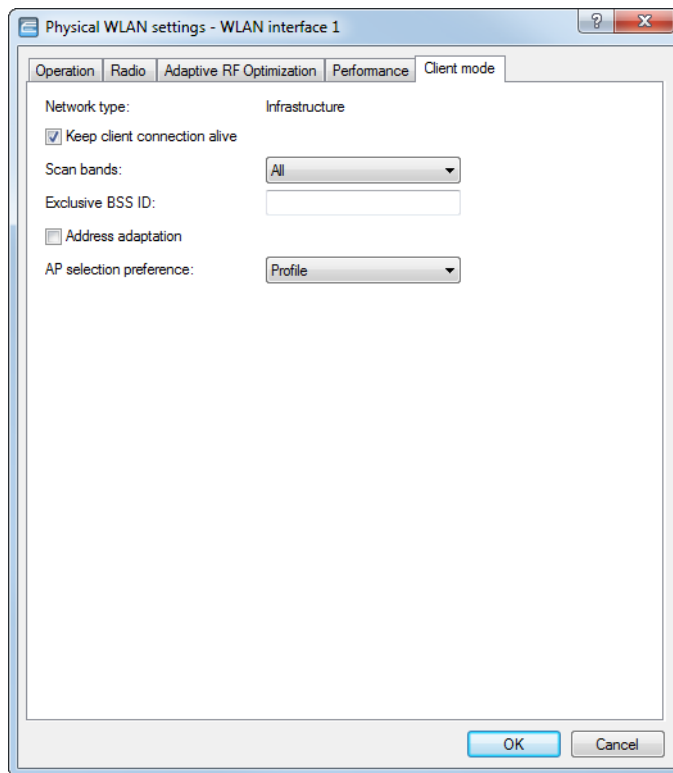 Physical WLAN settings - WLAN interface 1
Operation Radio Adaptive RF Optimization Performance Client mode
Network type: Infrastructure
Keep client connection alive
Scan bands: All
Exclusive BSS ID:
Address adaptation
AP selection preference: Profile
OK Cancel